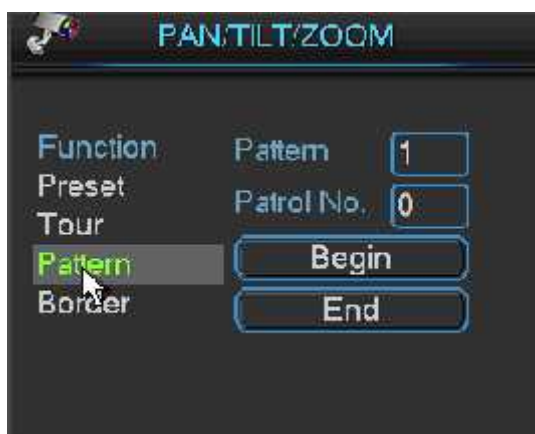 PAN/TILT/ZOOM
Function
Preset
Tour
Pattern
Border
Pattern 1
Patrol No. 0
Begin
End